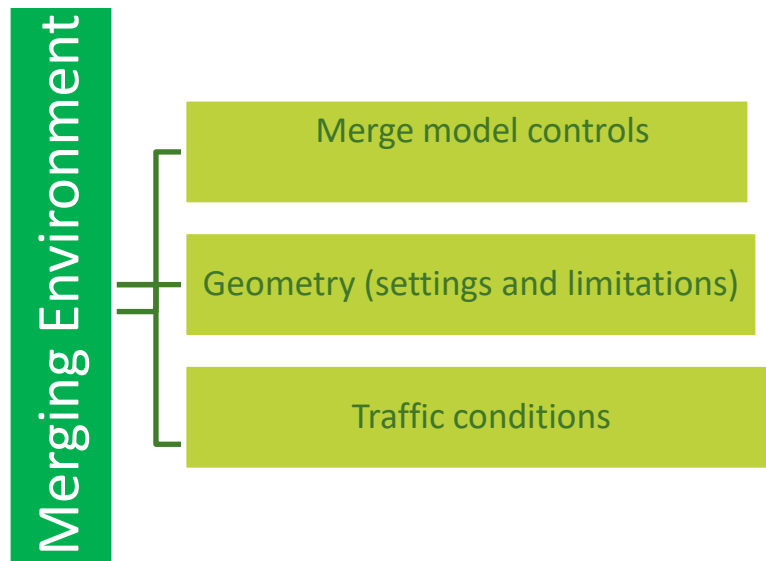 Merging Environment
Merge model controls
Geometry (settings and limitations)
Traffic conditions